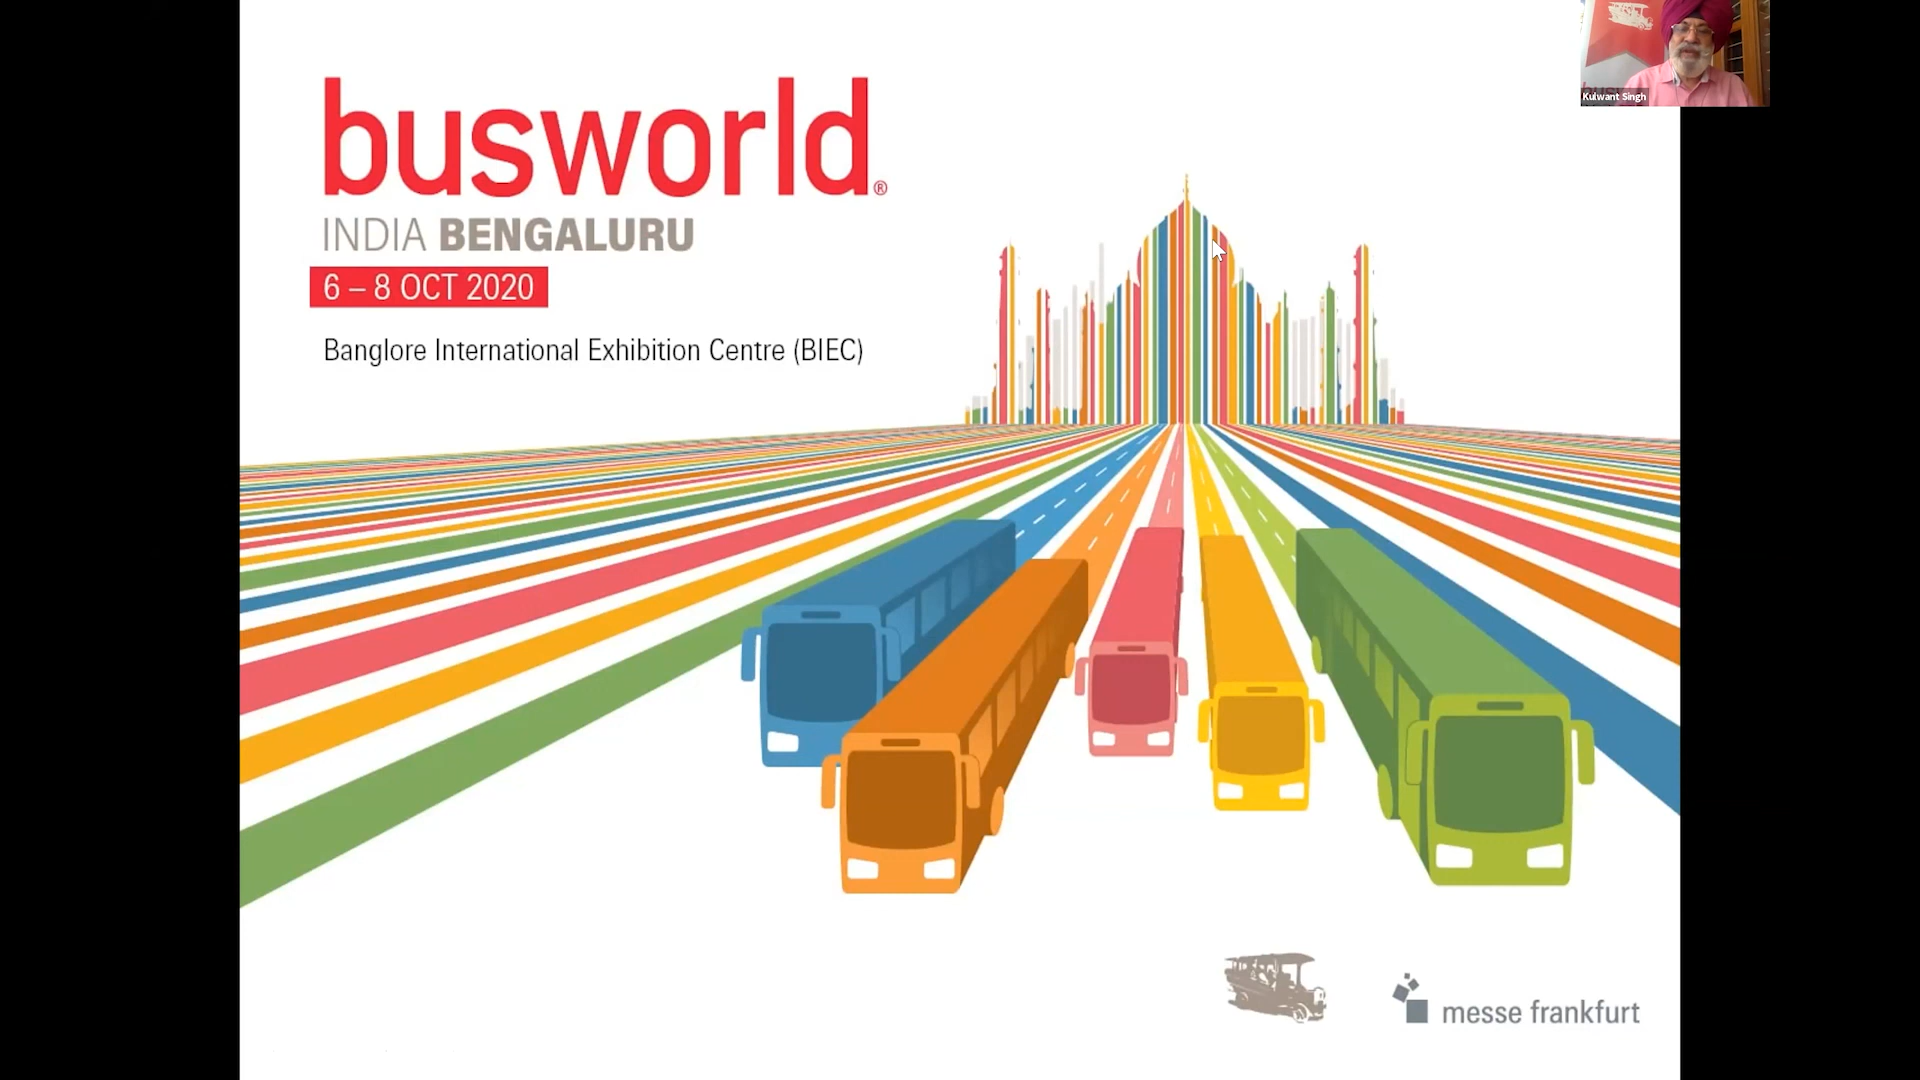 busworld®
INDIA BENGALURU
6 – 8 OCT 2020
Banglore International Exhibition Centre (BIEC)
Kulwant Singh
messe frankfurt